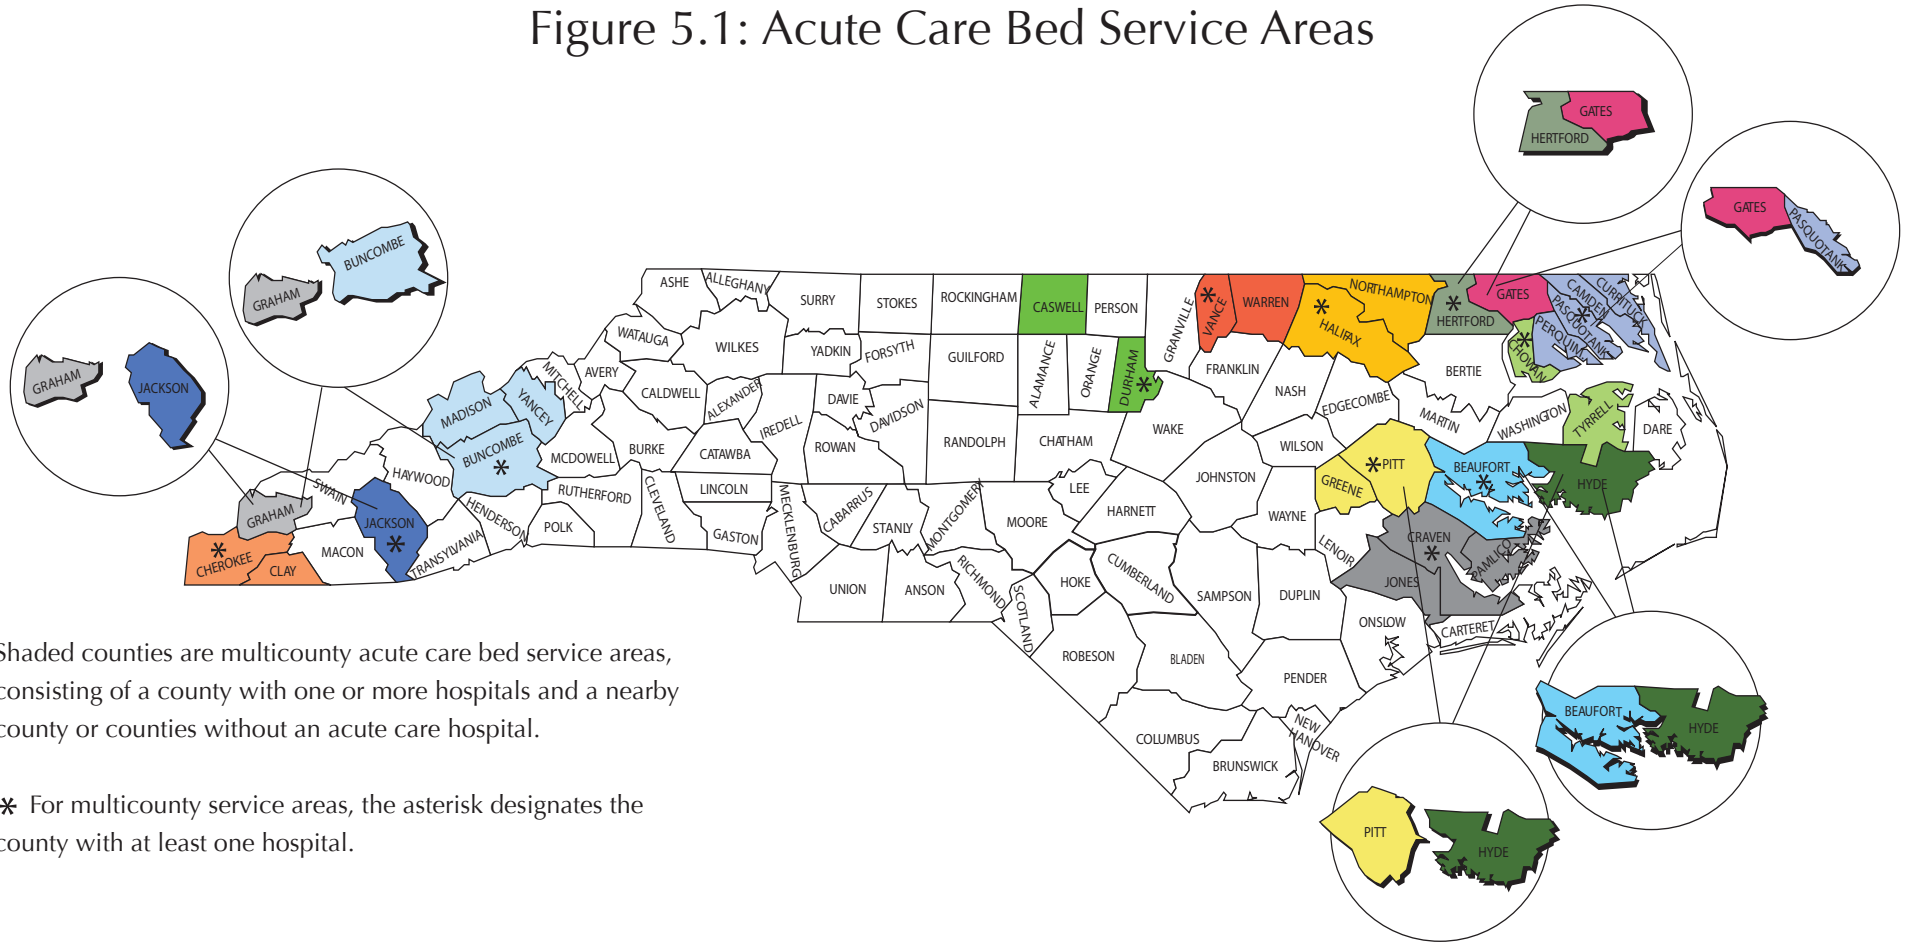 Figure 5.1: Acute Care Bed Service Areas
GATES
HERTFORD
GATES
PASQUOTANK
GRAHAM
BUNCOMBE
GRAHAM
JACKSON
ASHE
ALLEGHANY
SURRY
STOKES
ROCKINGHAM
CASWELL
PERSON
GRANVILLE
VANCE
WARREN
NORTHAMPTON
HALIFAX
HERTFORD
GATES
CURRITUCK
CAMDEN
PASQUOTANK
PERQUIM
CHOWAN
WATAUGA
WILKES
YADKIN
FORSYTH
GUILFORD
ALAMANCE
ORANGE
DURHAM
FRANKLIN
NASH
EDGECOMBE
BERTIE
MARTIN
WASHINGTON
TYRRELL
DARE
MITCHELL
AVERY
CALDWELL
ALEXANDER
IREDELL
DAVIE
DAVIDSON
RANDOLPH
CHATHAM
WAKE
WILSON
MADISON
YANCEY
BUNCOMBE
MCDOWELL
BURKE
CATAWBA
ROWAN
JOHNSTON
PITT
GREENE
BEAUFORT
HYDE
HAYWOOD
SWAIN
GRAHAM
JACKSON
CHEROKEE
CLAY
MACON
TRANSYLVANIA
HENDERSON
POLK
RUTHERFORD
CLEVELAND
LINCOLN
GASTON
MECKLENBURG
CABARRUS
STANLY
MONTGOMERY
MOORE
LEE
HARNETT
WAYNE
LENOIR
CRAVEN
PAMLICO
JONES
UNION
ANSON
RICHMOND
SCOTLAND
HOKE
CUMBERLAND
SAMPSON
DUPLIN
ONSLOW
CARTERET
ROBESON
BLADEN
PENDER
COLUMBUS
BRUNSWICK
NEW
HANOVER
Shaded counties are multicounty acute care bed service areas,
consisting of a county with one or more hospitals and a nearby
county or counties without an acute care hospital.
* For multicounty service areas, the asterisk designates the
county with at least one hospital.
BEAUFORT
HYDE
PITT
HYDE